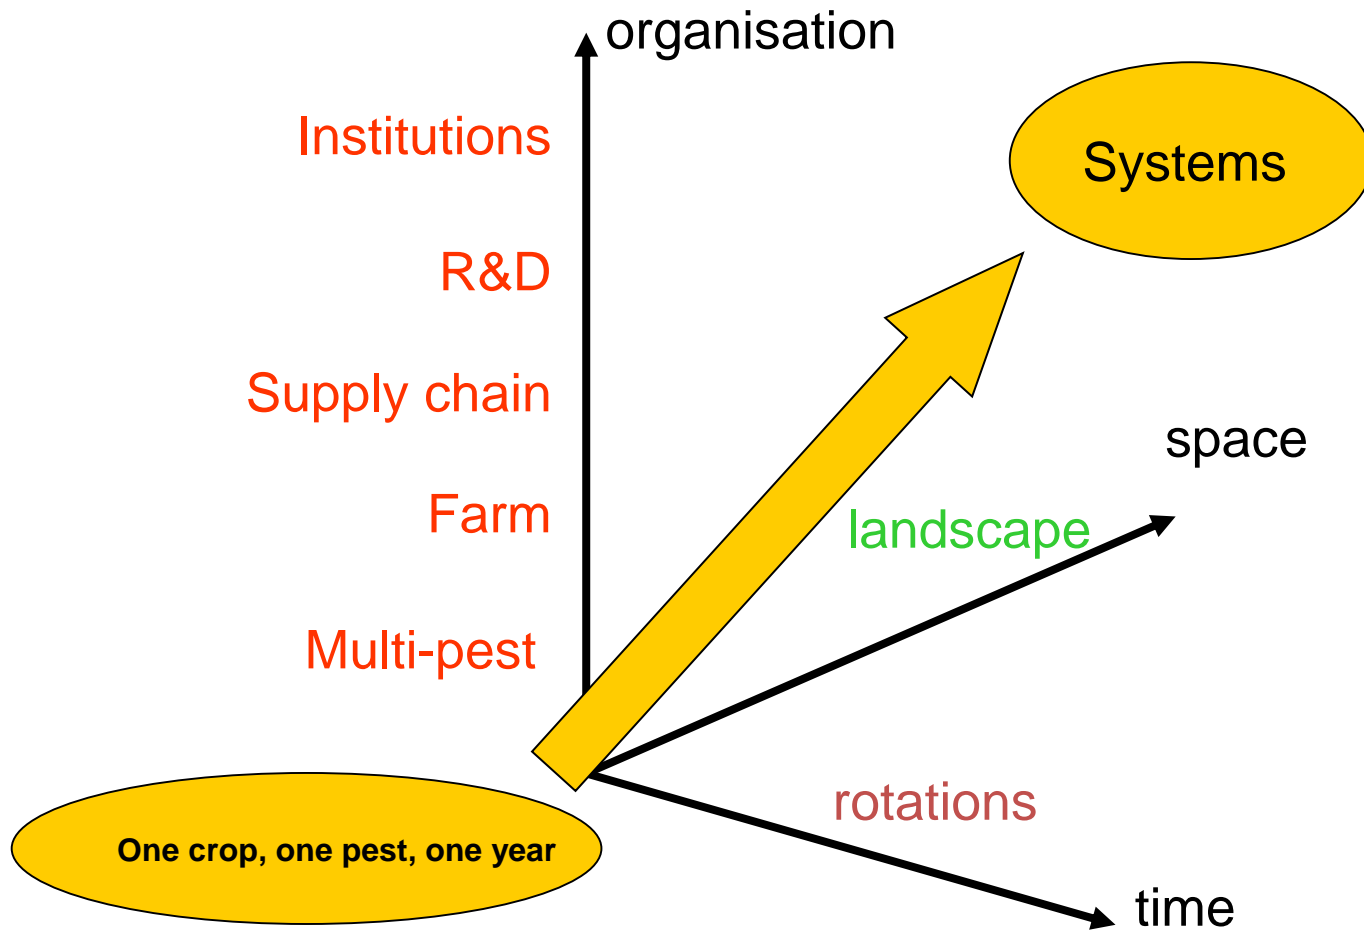 organisation
Institutions
Systems
R&D
Supply chain
space
Farm
landscape
Multi-pest
rotations
One crop, one pest, one year
time